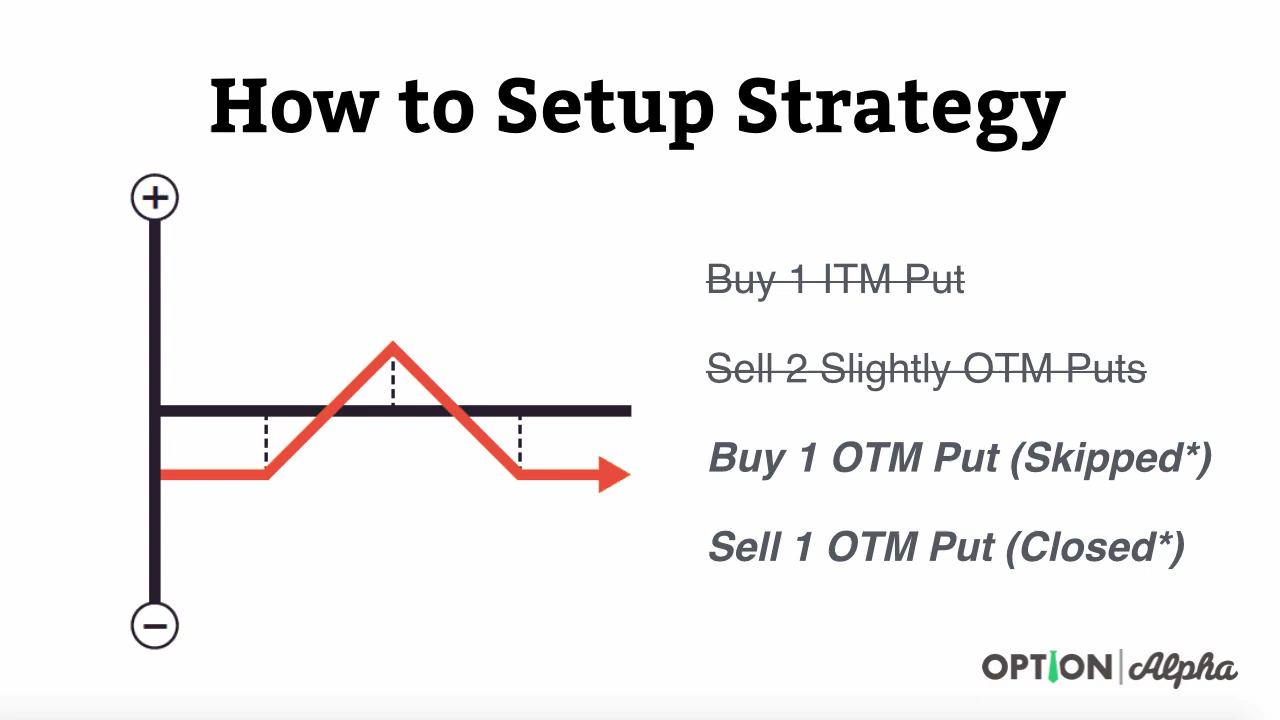 How to Setup Strategy
+
Buy 1 ITM Put
Sell 2 Slightly OTM Puts
Buy 1 OTM Put (Skipped*)
Sell 1 OTM Put (Closed*)
−
OPTION | Alpha